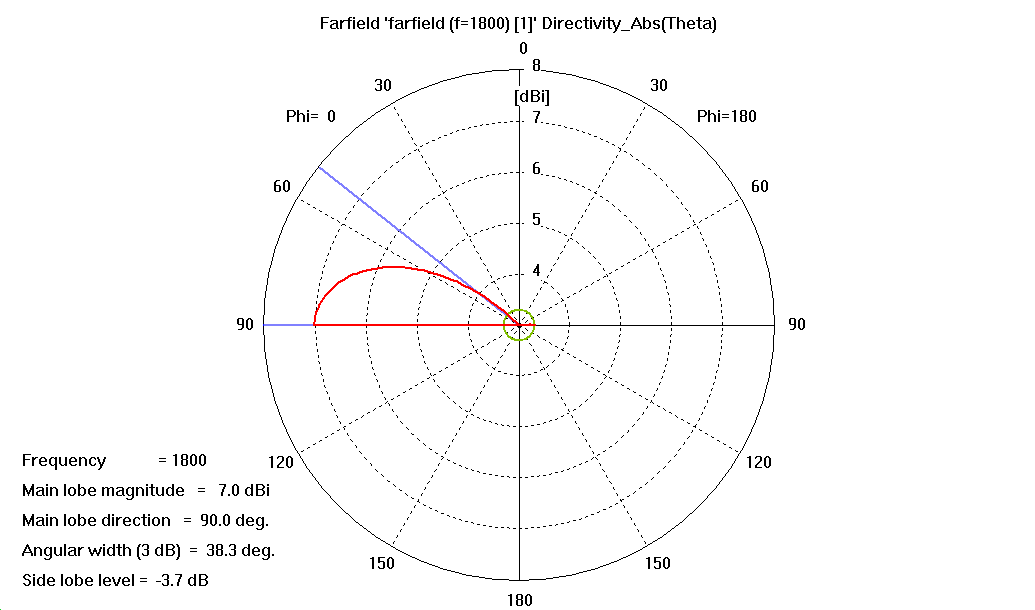 Farfield 'farfield (f=1800) [1]' Directivity_Abs(Theta)
0
8
30
30
[dBi]
Phi= 0
7
Phi=180
6
60
60
5
4
90
90
120
120
Frequency = 1800
Main lobe magnitude = 7.0 dBi
Main lobe direction = 90.0 deg.
Angular width (3 dB) = 38.3 deg.
150
150
Side lobe level = -3.7 dB
180